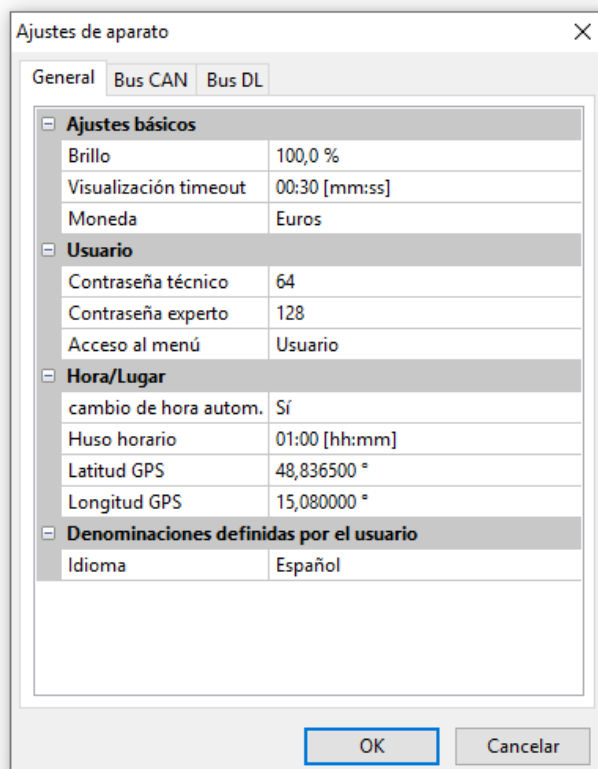 Ajustes de aparato
General Bus CAN Bus DL
Ajustes básicos
Brillo 100,0 %
Visualización timeout 00:30 [mm:ss]
Moneda Euros
Usuario
Contraseña técnico 64
Contraseña experto 128
Acceso al menú Usuario
Hora/Lugar
cambio de hora autom. Sí
Huso horario 01:00 [hh:mm]
Latitud GPS 48,836500 °
Longitud GPS 15,080000 °
Denominaciones definidas por el usuario
Idioma Español
OK Cancelar